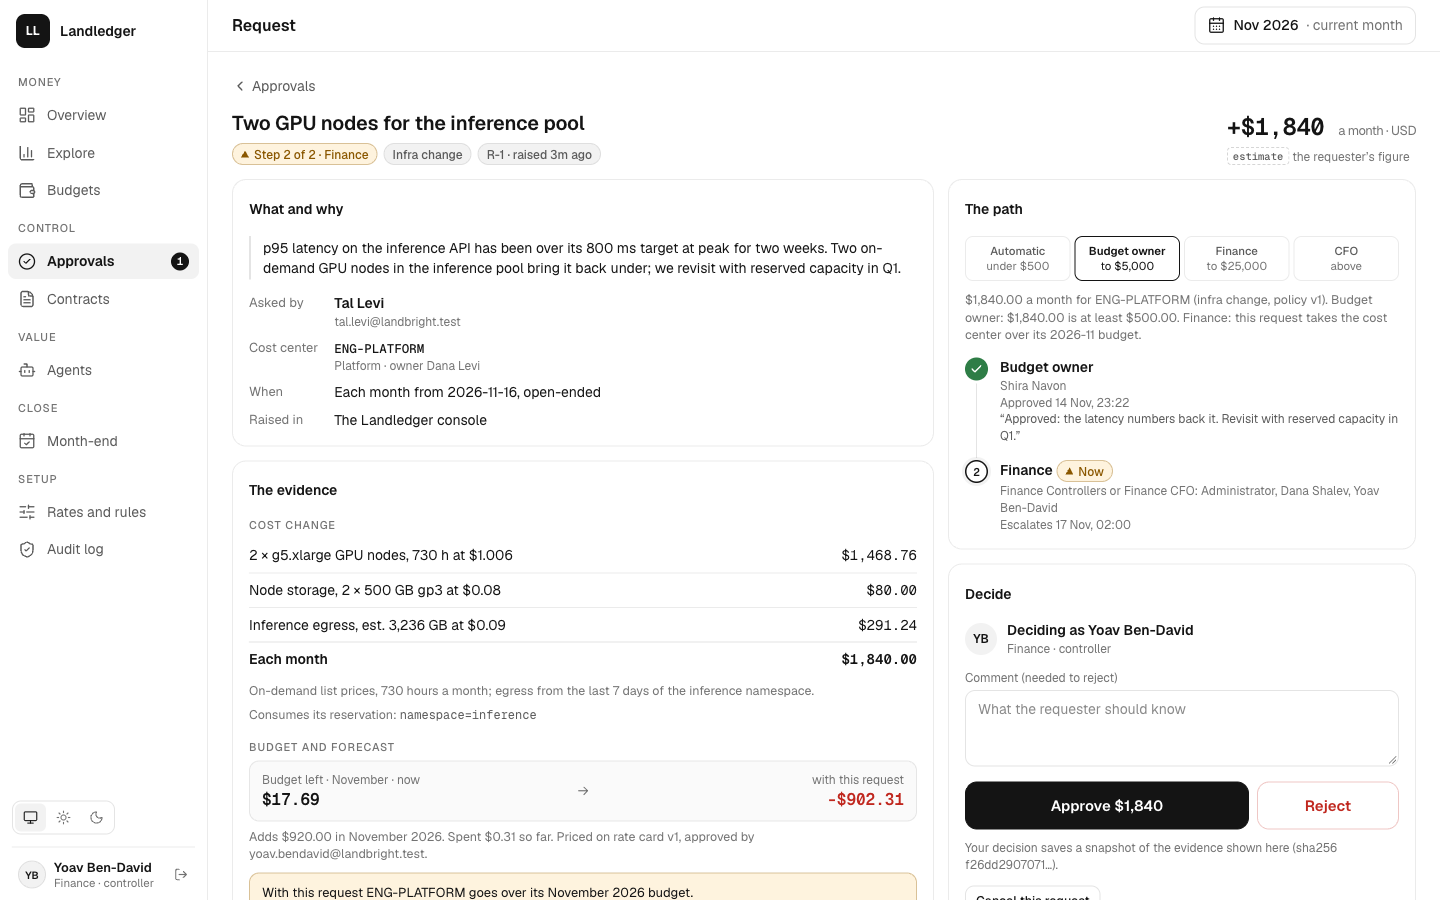 LL
Landledger
MONEY
Overview
Explore
Budgets
CONTROL
Approvals
1
Contracts
VALUE
Agents
CLOSE
Month-end
SETUP
Rates and rules
Audit log
YB
Yoav Ben-David
Finance · controller
Request
Nov 2026 · current month
Approvals
Two GPU nodes for the inference pool
Step 2 of 2 · Finance
Infra change
R-1 · raised 3m ago
+$1,840 a month · USD
estimate the requester's figure
What and why
p95 latency on the inference API has been over its 800 ms target at peak for two weeks. Two on-
demand GPU nodes in the inference pool bring it back under; we revisit with reserved capacity in Q1.
Asked by
Tal Levi
tal.levi@landbright.test
Cost center
ENG-PLATFORM
Platform · owner Dana Levi
When
Each month from 2026-11-16, open-ended
Raised in
The Landledger console
The evidence
COST CHANGE
2 × g5.xlarge GPU nodes, 730 h at $1.006
$1,468.76
Node storage, 2 × 500 GB gp3 at $0.08
$80.00
Inference egress, est. 3,236 GB at $0.09
$291.24
Each month
$1,840.00
On-demand list prices, 730 hours a month; egress from the last 7 days of the inference namespace.
Consumes its reservation: namespace=inference
BUDGET AND FORECAST
Budget left · November · now
$17.69
→
with this request
-$902.31
Adds $920.00 in November 2026. Spent $0.31 so far. Priced on rate card v1, approved by
yoav.bendavid@landbright.test.
With this request ENG-PLATFORM goes over its November 2026 budget.
The path
Automatic
under $500
Budget owner
to $5,000
Finance
to $25,000
CFO
above
$1,840.00 a month for ENG-PLATFORM (infra change, policy v1). Budget
owner: $1,840.00 is at least $500.00. Finance: this request takes the cost
center over its 2026-11 budget.
Budget owner
Shira Navon
Approved 14 Nov, 23:22
“Approved: the latency numbers back it. Revisit with reserved capacity in
Q1.”
2
Finance
Now
Finance Controllers or Finance CFO: Administrator, Dana Shalev, Yoav
Ben-David
Escalates 17 Nov, 02:00
Decide
YB
Deciding as Yoav Ben-David
Finance · controller
Comment (needed to reject)
What the requester should know
Approve $1,840
Reject
Your decision saves a snapshot of the evidence shown here (sha256
f26dd2907071…).
Cancel this request